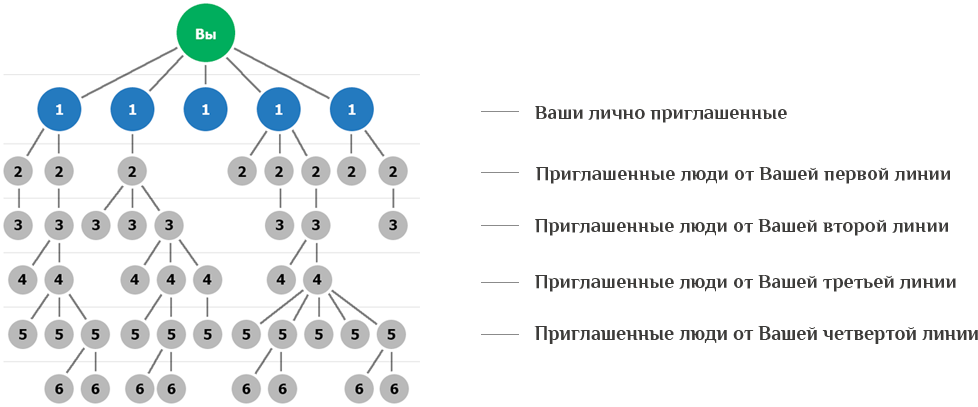 Вы
1 1 1 1 1
Ваши лично приглашенные
2 2 2 2 2 2 2 2
Приглашенные люди от Вашей первой линии
3 3 3 3 3 3 3 3
Приглашенные люди от Вашей второй линии
4 4 4 4 4 4 4
Приглашенные люди от Вашей третьей линии
5 5 5 5 5 5 5 5 5 5 5
Приглашенные люди от Вашей четвертой линии
6 6 6 6 6 6 6 6